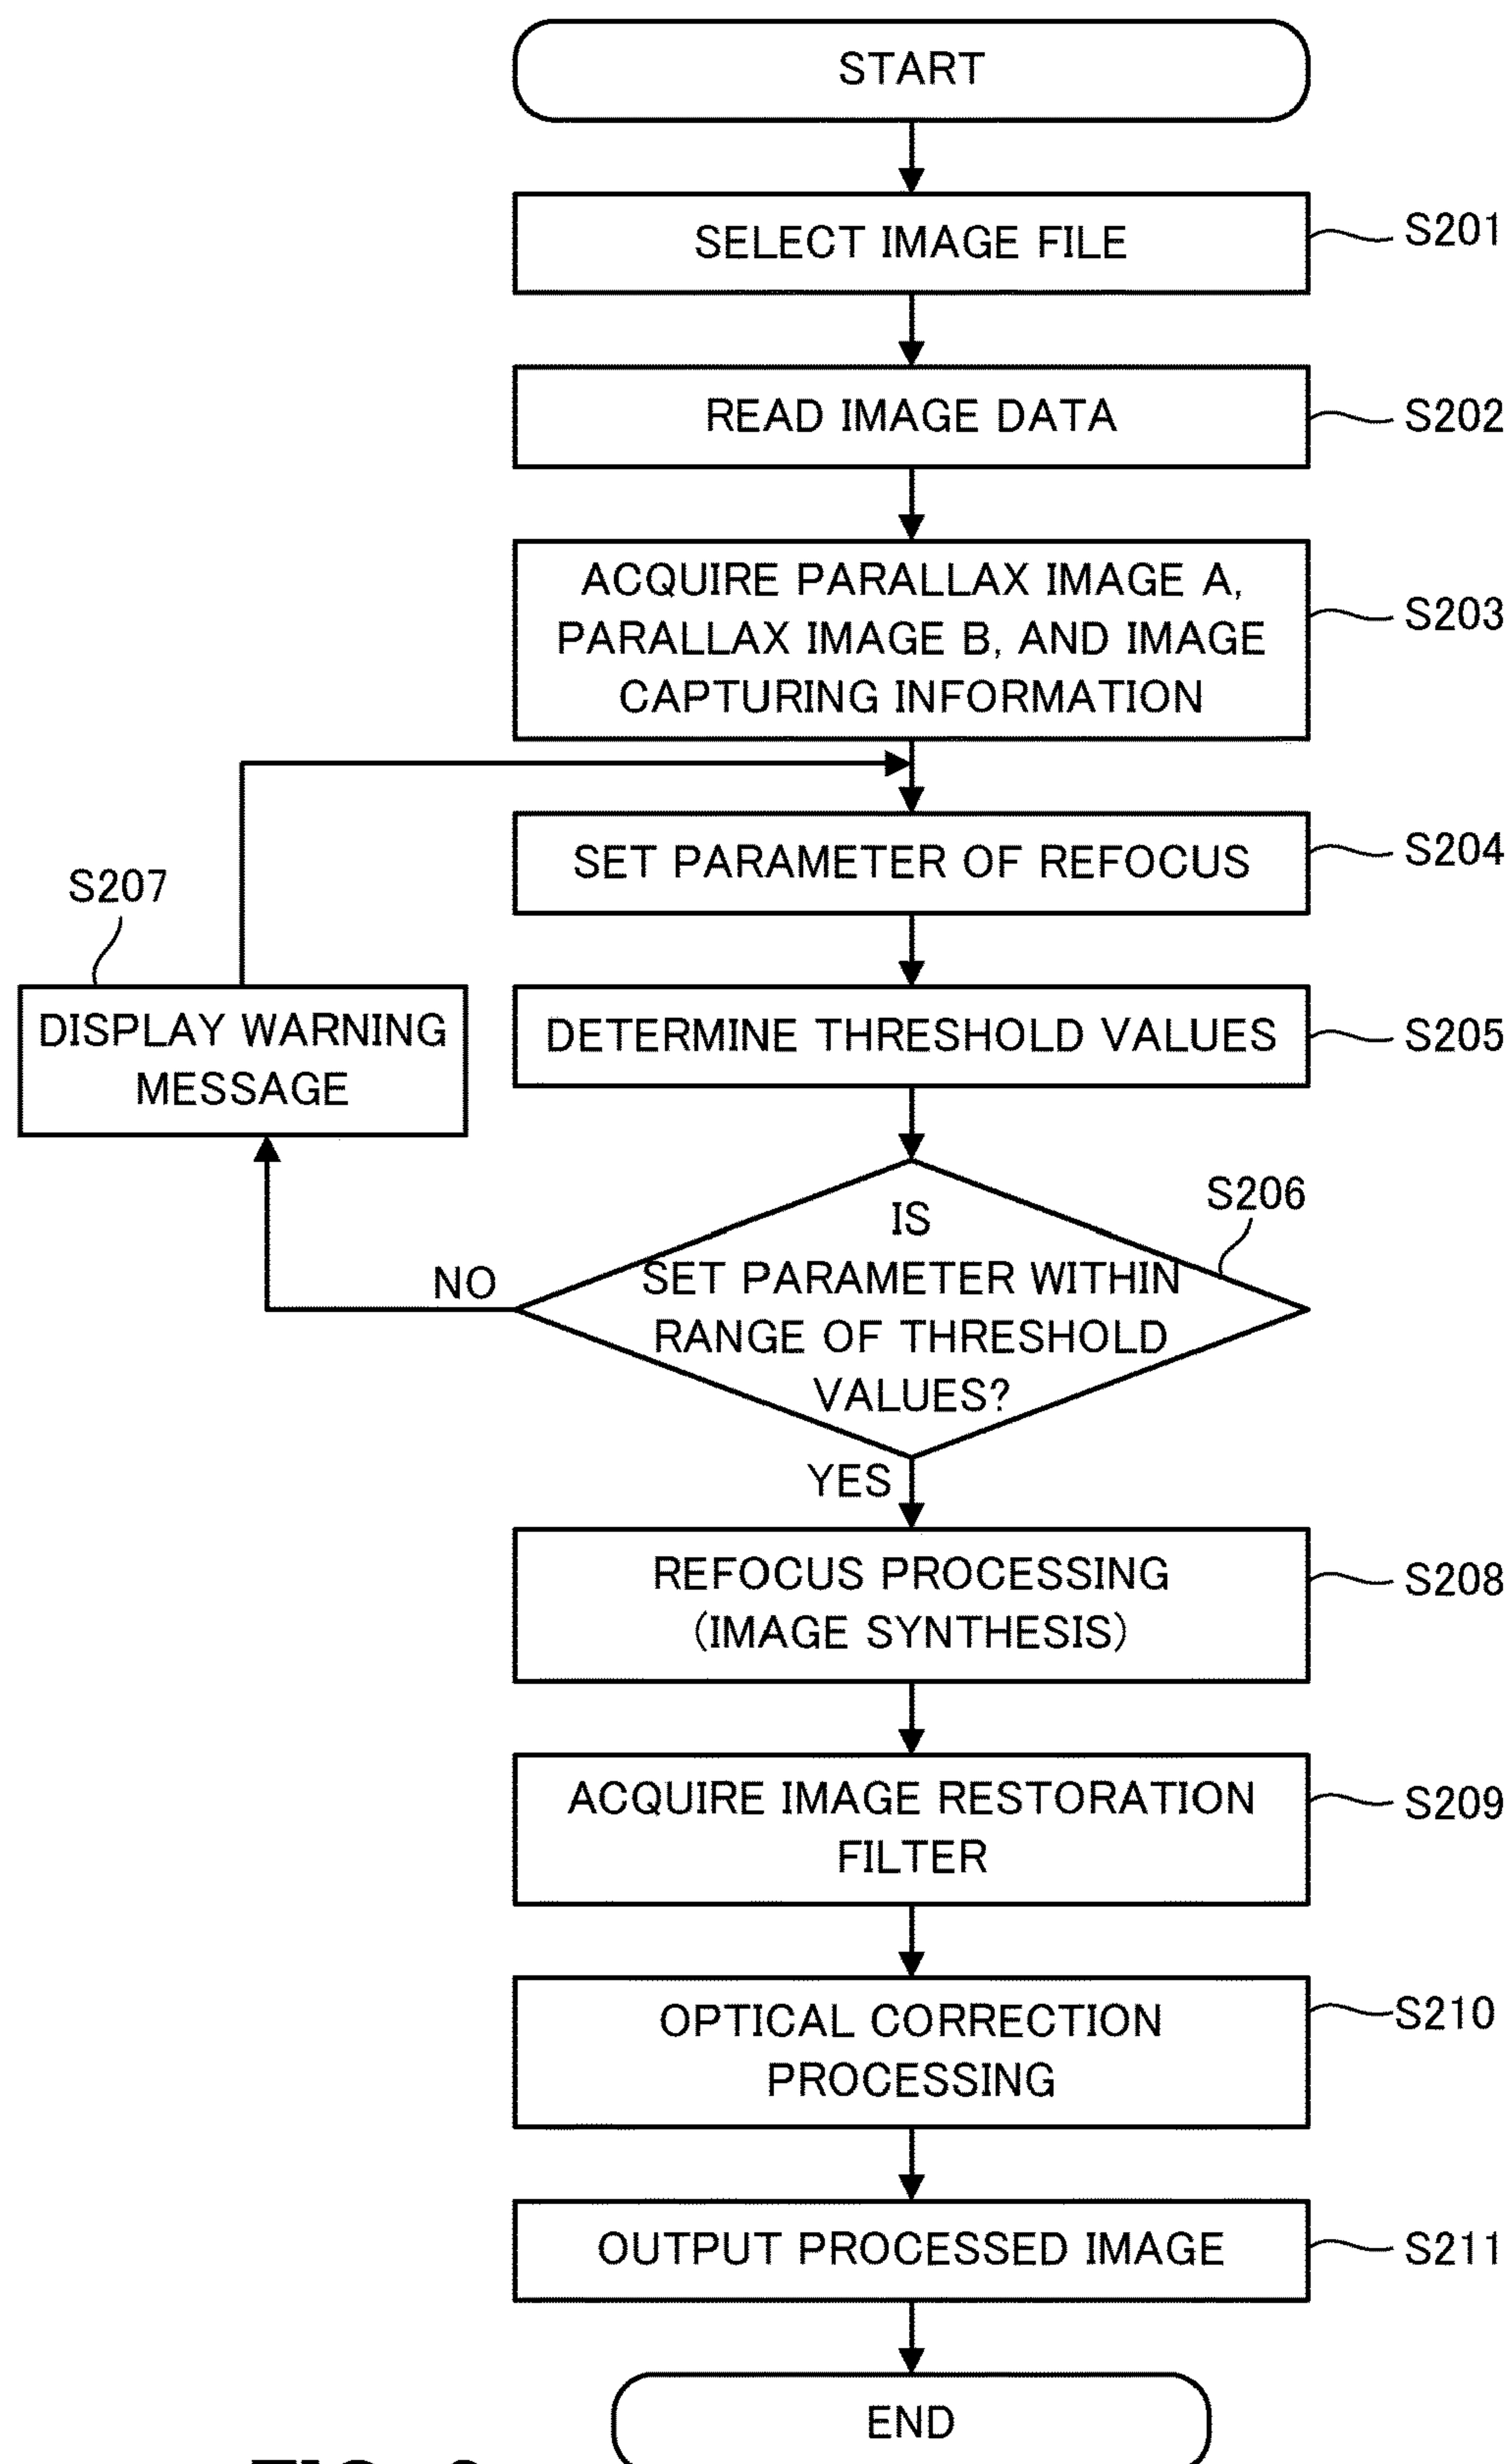 START
SELECT IMAGE FILE
S201
READ IMAGE DATA
S202
ACQUIRE PARALLAX IMAGE A,
PARALLAX IMAGE B, AND IMAGE
CAPTURING INFORMATION
S203
SET PARAMETER OF REFOCUS
S204
S207
DISPLAY WARNING
MESSAGE
DETERMINE THRESHOLD VALUES
S205
S206
IS
SET PARAMETER WITHIN
RANGE OF THRESHOLD
VALUES?
NO
YES
REFOCUS PROCESSING
(IMAGE SYNTHESIS)
S208
ACQUIRE IMAGE RESTORATION
FILTER
S209
OPTICAL CORRECTION
PROCESSING
S210
OUTPUT PROCESSED IMAGE
S211
END